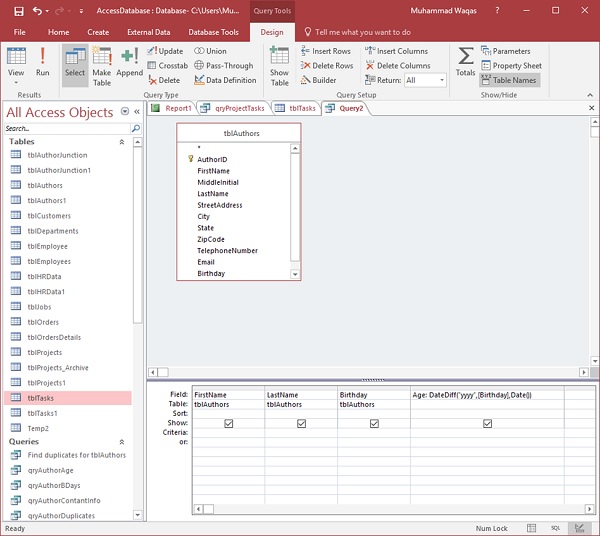 AccessDatabase : Database- C:\Users\Mu... Query Tools Muhammad Waqas
File Home Create External Data Database Tools Design Tell me what you want to do
View Run Select Make Table Append Update Crosstab Delete Union Pass-Through Data Definition Show Table Insert Rows Delete Rows Builder Insert Columns Delete Columns Return: All Totals Parameters Property Sheet Table Names
Results Query Type Query Setup Show/Hide
All Access Objects
Search...
Tables
tblAuthorJunction
tblAuthorJunction1
tblAuthors
tblAuthors1
tblCustomers
tblDepartments
tblEmployee
tblEmployees
tblHRData
tblHRData1
tblJobs
tblOrders
tblOrdersDetails
tblProjects
tblProjects_Archive
tblProjects1
tblTasks
tblTasks1
Temp2
Queries
Find duplicates for tblAuthors
qryAuthorAge
qryAuthorBDays
qryAuthorContantInfo
qryAuthorDuplicates
Report1 qryProjectTasks tblTasks Query2
tblAuthors
*
AuthorID
FirstName
MiddleInitial
LastName
StreetAddress
City
State
ZipCode
TelephoneNumber
Email
Birthday
Field: FirstName LastName Birthday Age: DateDiff("yyyy",[Birthday],Date())
Table: tblAuthors tblAuthors tblAuthors
Sort:
Show:
Criteria:
or:
Ready Num Lock SQL